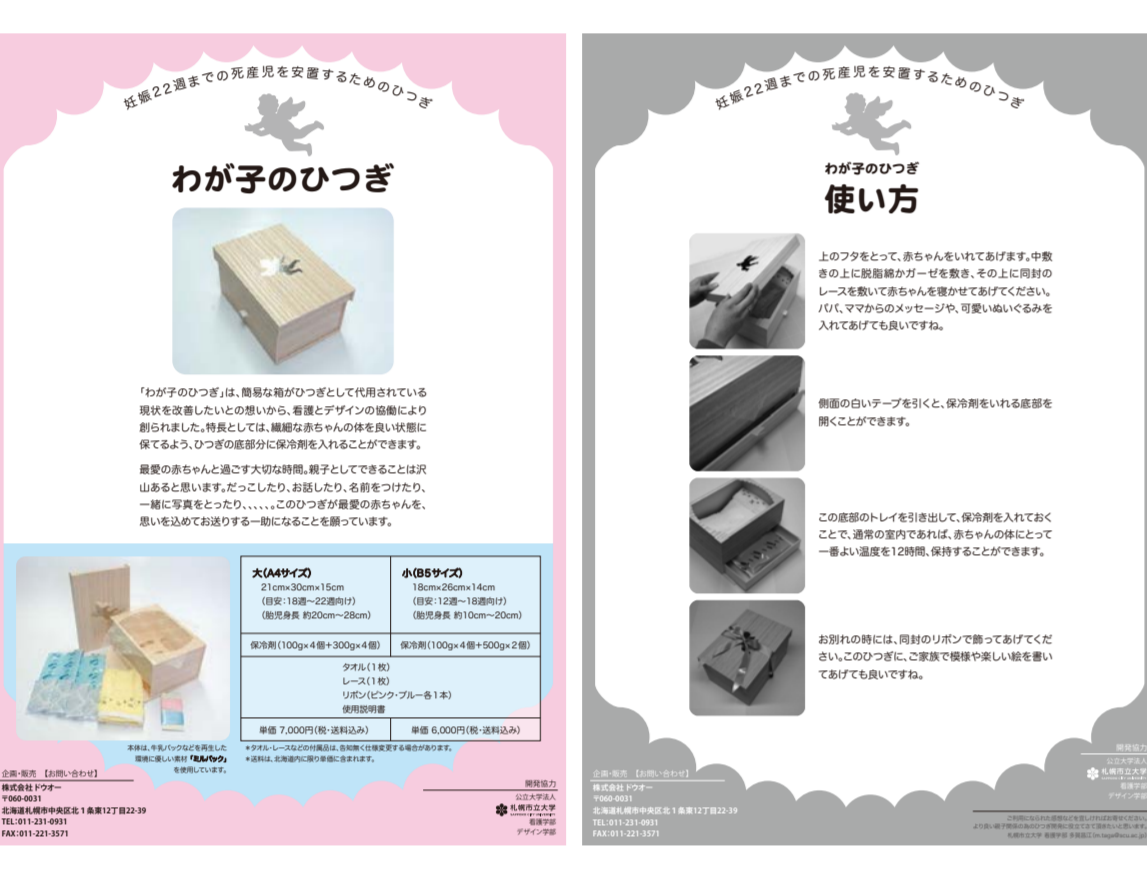 妊娠22週までの死産児を安置するためのひつぎ
わが子のひつぎ
「わが子のひつぎ」は、簡易な箱がひつぎとして代用されている
現状を改善したいとの想いから、看護とデザインの協働により
創られました。特長としては、繊細な赤ちゃんの体を良い状態に
保てるよう、ひつぎの底部分に保冷剤を入れることができます。
最愛の赤ちゃんと過ごす大切な時間。親子としてできることは沢
山あると思います。だっこしたり、お話したり、名前をつけたり、
一緒に写真をとったり、、、、、。このひつぎが最愛の赤ちゃんを、
思いを込めてお送りする一助になることを願っています。
大(A4サイズ)
21cm×30cm×15cm
(目安:18週〜22週向け)
(胎児身長 約20cm〜28cm)
小(B5サイズ)
18cm×26cm×14cm
(目安:12週〜18週向け)
(胎児身長 約10cm〜20cm)
保冷剤(100g×4個+300g×4個)
保冷剤(100g×4個+500g×2個)
タオル(1枚)
レース(1枚)
リボン(ピンク・ブルー各1本)
使用説明書
単価 7,000円(税・送料込み)
単価 6,000円(税・送料込み)
本体は、牛乳パックなどを再生した
環境に優しい素材「ミルパック」
を使用しています。
＊タオル・レースなどの付属品は、告知無く仕様変更する場合があります。
＊送料は、北海道内に限り単価に含まれます。
企画・販売 【お問い合わせ】
株式会社ドウオー
〒060-0031
北海道札幌市中央区北1条東12丁目22-39
TEL:011-231-0931
FAX:011-221-3571
開発協力
公立大学法人
札幌市立大学
看護学部
デザイン学部
妊娠22週までの死産児を安置するためのひつぎ
わが子のひつぎ
使い方
上のフタをとって、赤ちゃんをいれてあげます。中敷
きの上に脱脂綿かガーゼを敷き、その上に同封の
レースを敷いて赤ちゃんを寝かせてあげてください。
パパ、ママからのメッセージや、可愛いぬいぐるみを
入れてあげても良いですね。
側面の白いテープを引くと、保冷剤をいれる底部を
開くことができます。
この底部のトレイを引き出して、保冷剤を入れておく
ことで、通常の室内であれば、赤ちゃんの体にとって
一番よい温度を12時間、保持することができます。
お別れの時には、同封のリボンで飾ってあげてくだ
さい。このひつぎに、ご家族で模様や楽しい絵を書い
てあげても良いですね。
企画・販売 【お問い合わせ】
株式会社ドウオー
〒060-0031
北海道札幌市中央区北1条東12丁目22-39
TEL:011-231-0931
FAX:011-221-3571
開発協力
公立大学法人
札幌市立大学
看護学部
デザイン学部